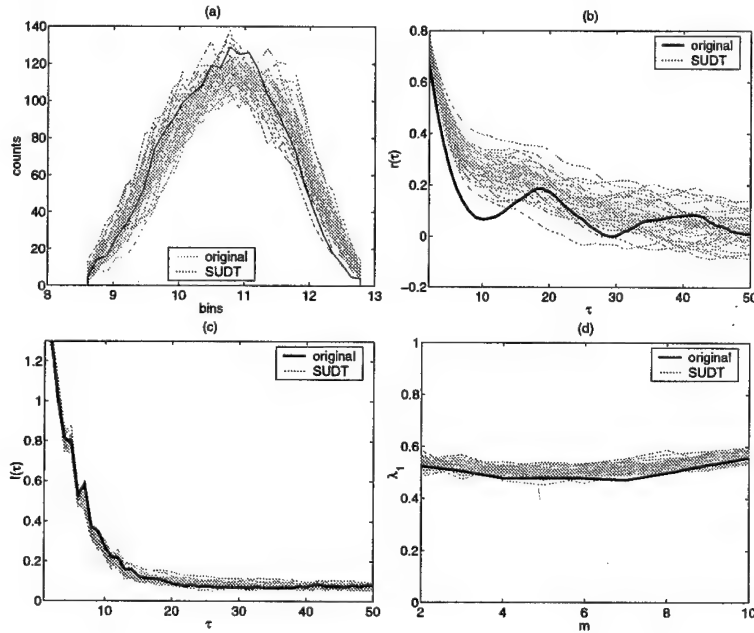 (a)
140
120
100
80
60
40
20
0
counts
original
SUDT
8
9
10
11
12
13
bins
(b)
0.8
0.6
0.4
0.2
0
−0.2
r(τ)
original
SUDT
10
20
30
40
50
τ
(c)
1.2
1
0.8
0.6
0.4
0.2
0
I(τ)
original
SUDT
10
20
30
40
50
τ
(d)
1
0.8
0.6
0.4
0.2
0
λ₁
original
SUDT
2
4
6
8
10
m